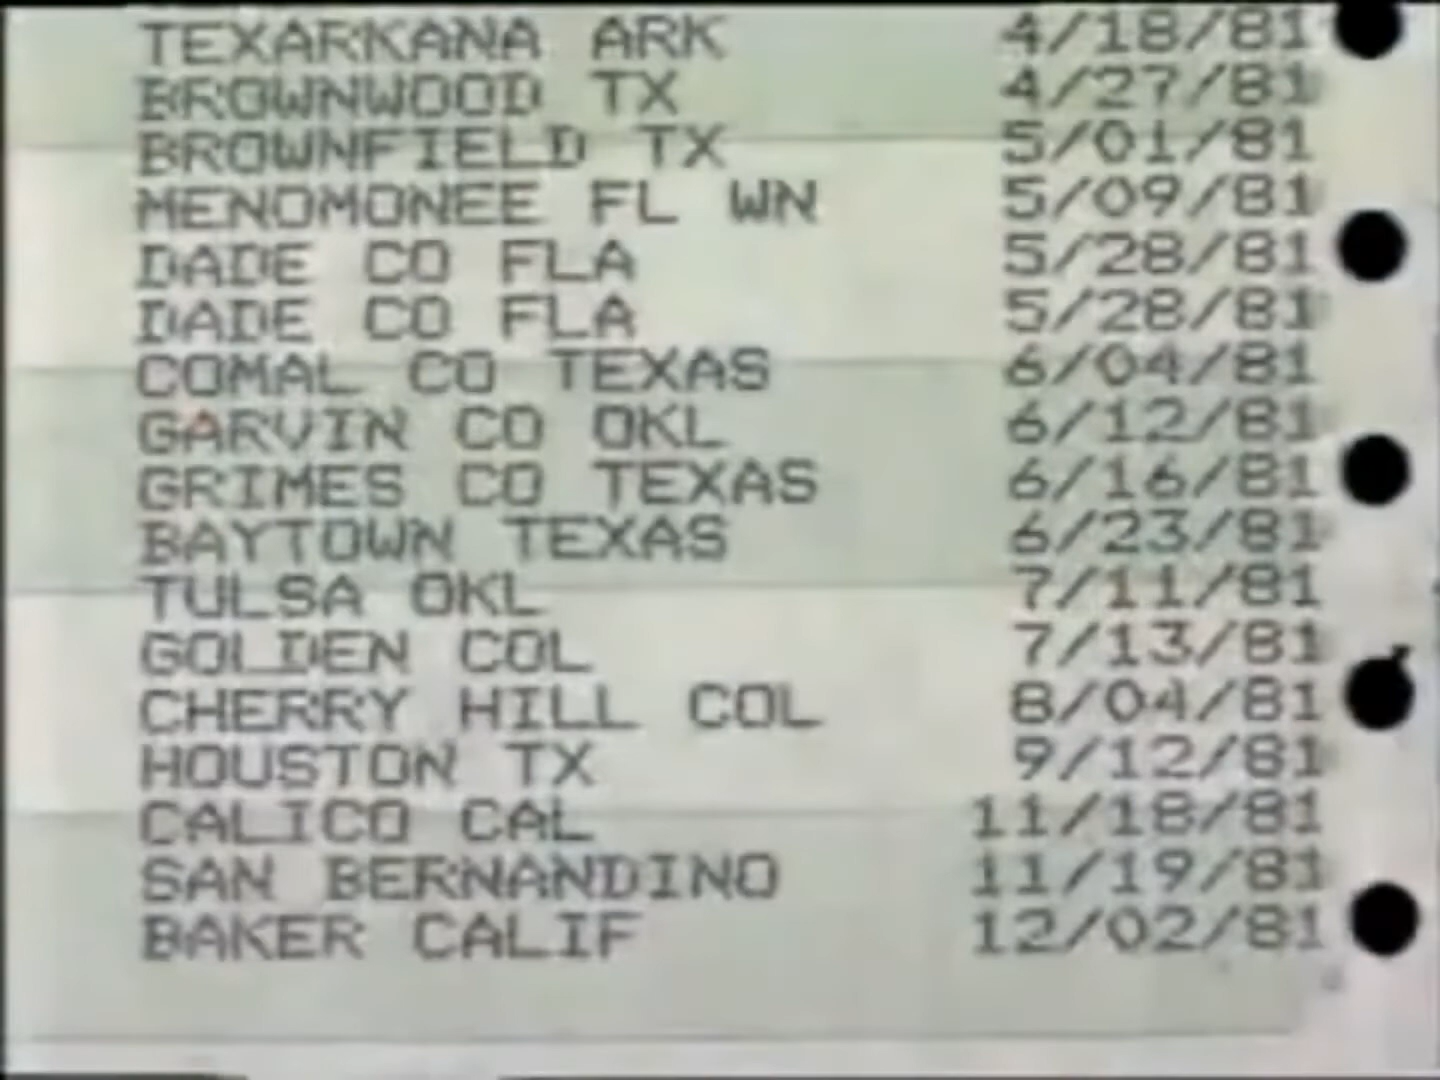 TEXARKANA ARK 4/18/81
BROWNWOOD TX 4/27/81
BROWNFIELD TX 5/01/81
MENOMONEE FL WN 5/09/81
DADE CO FLA 5/28/81
DADE CO FLA 5/28/81
COMAL CO TEXAS 6/04/81
GARVIN CO OKL 6/12/81
GRIMES CO TEXAS 6/16/81
BAYTOWN TEXAS 6/23/81
TULSA OKL 7/11/81
GOLDEN COL 7/13/81
CHERRY HILL COL 8/04/81
HOUSTON TX 9/12/81
CALICO CAL 11/18/81
SAN BERNANDINO 11/19/81
BAKER CALIF 12/02/81